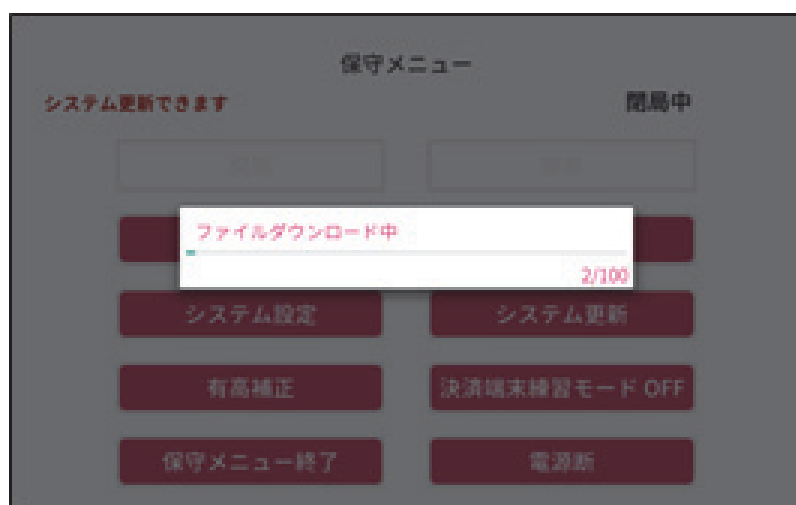 保守メニュー
システム更新できます
閉局中
ファイルダウンロード中
2/100
システム設定
システム更新
有高補正
決済端末練習モード OFF
保守メニュー終了
電源断